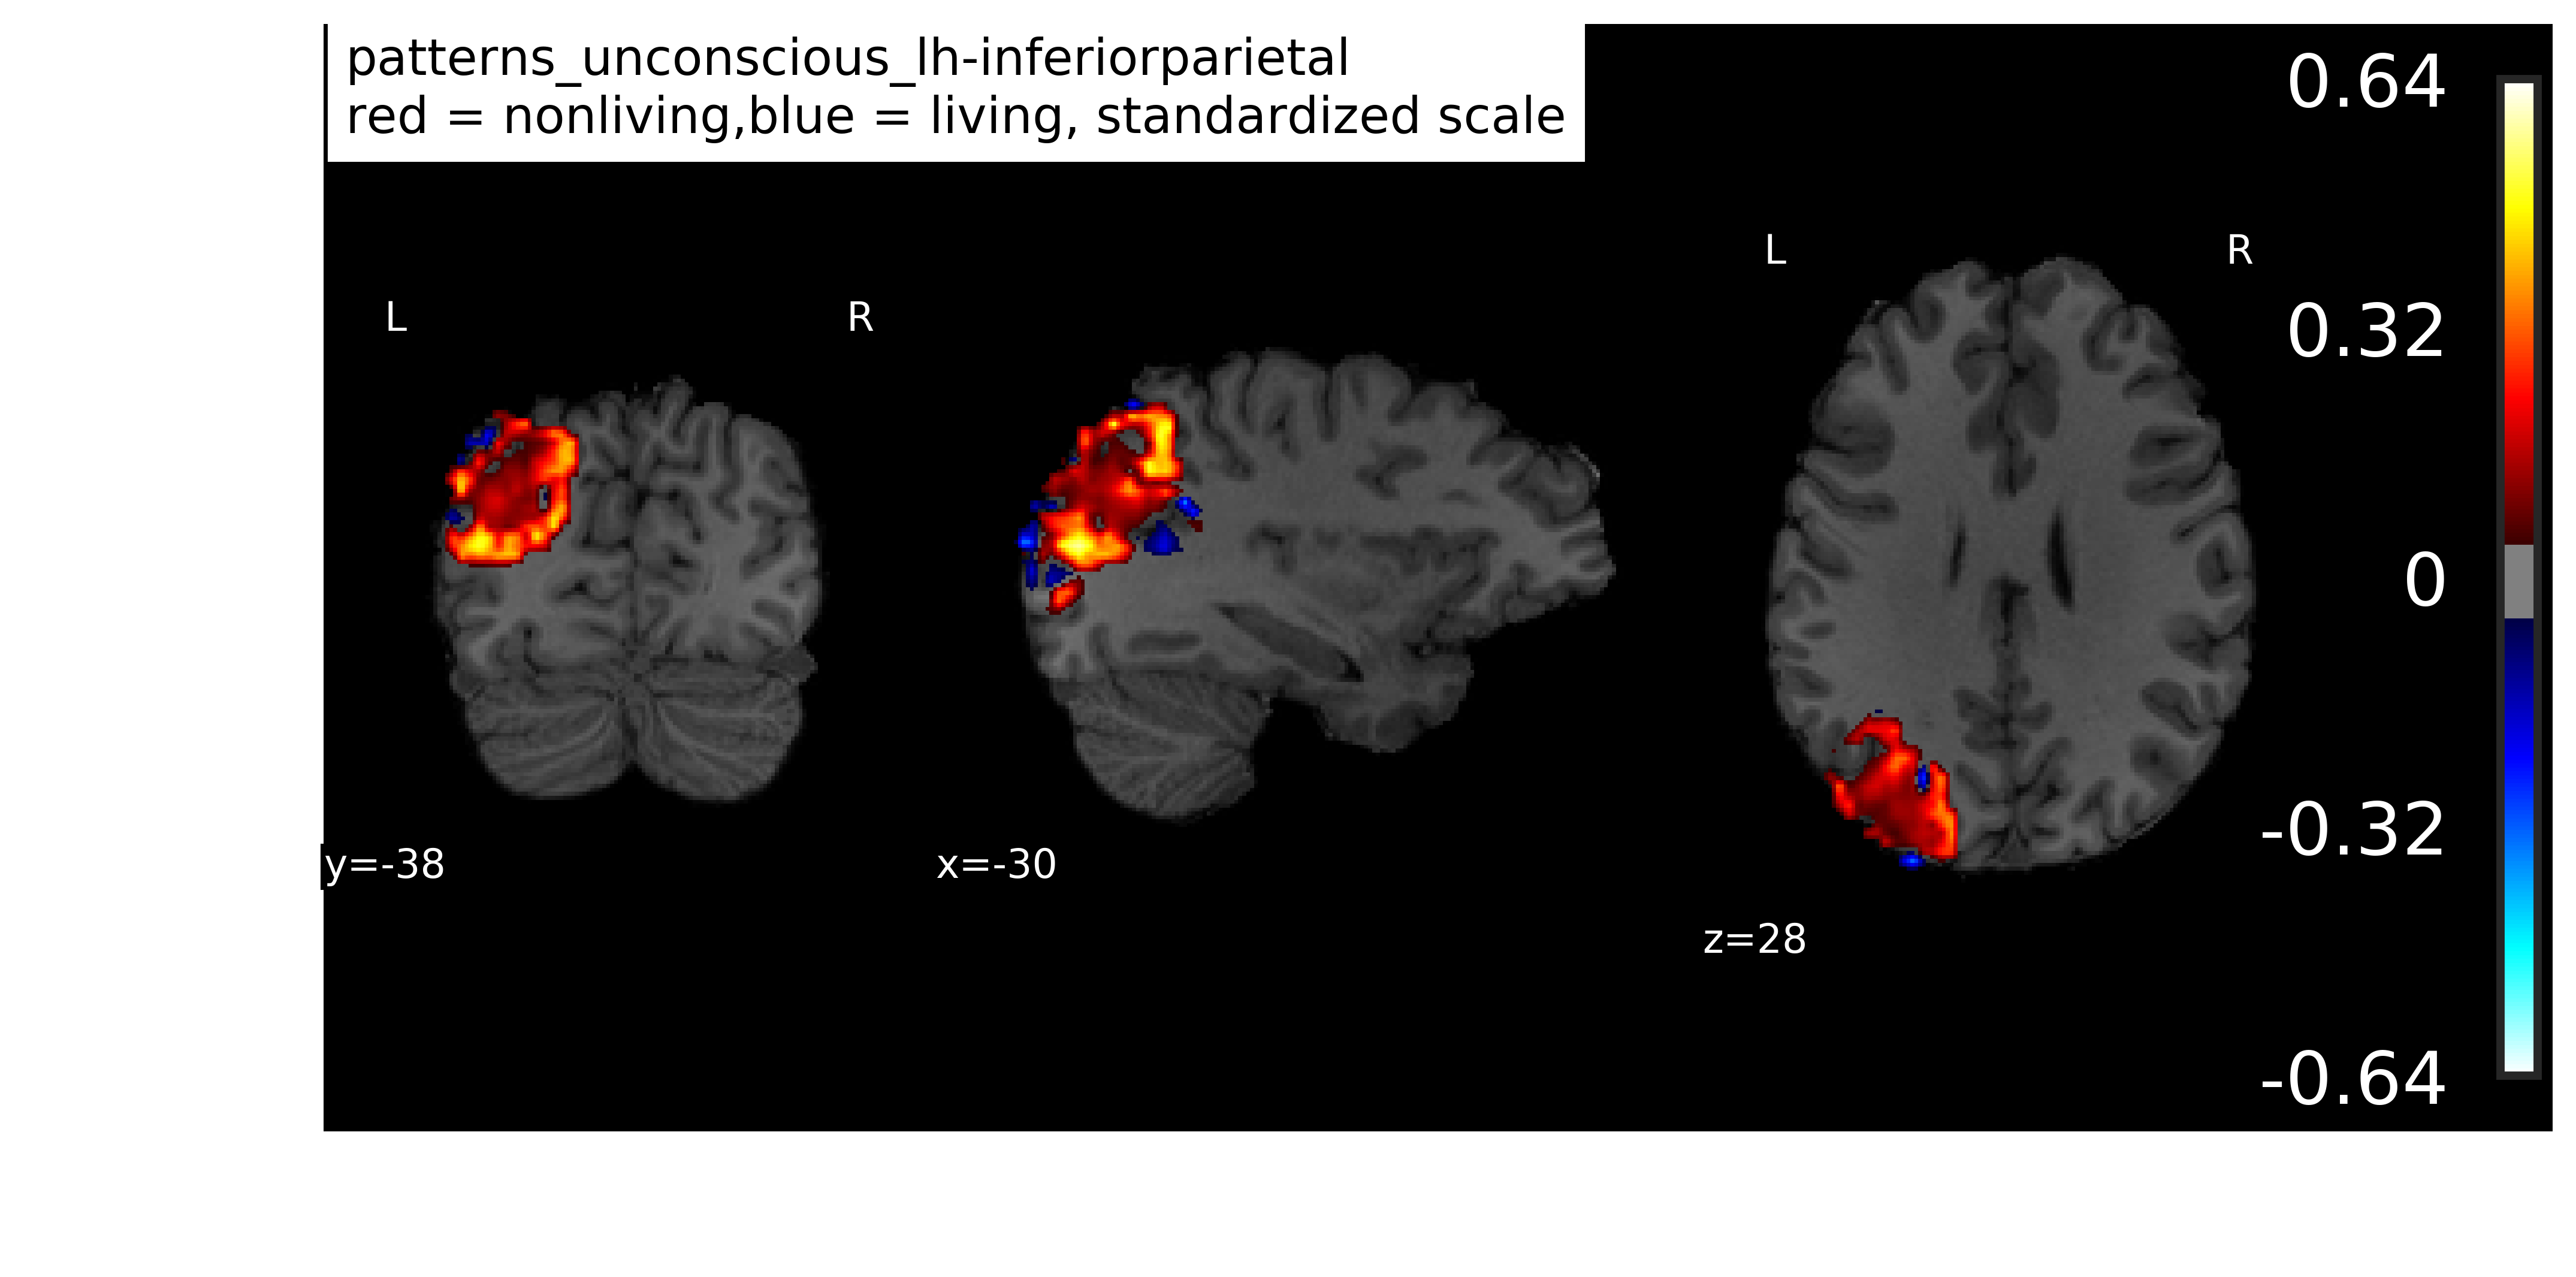 patterns_unconscious_lh-inferiorparietal
red = nonliving,blue = living, standardized scale
0.64
L R
L R
0.32
0
-0.32
y=-38
x=-30
z=28
-0.64